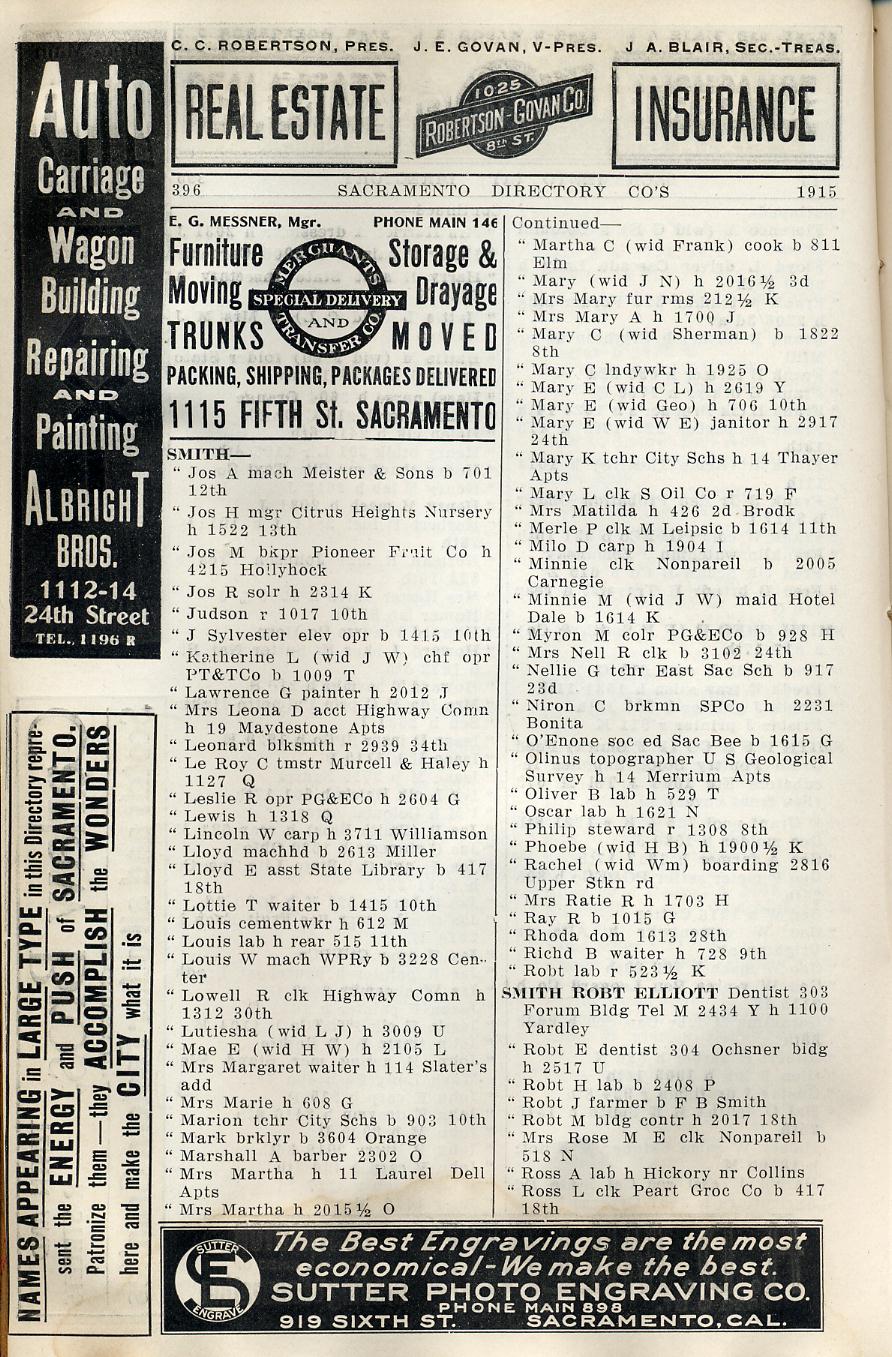 C. C. ROBERTSON, PRES. J. E. GOVAN, V-PRES. J A. BLAIR, SEC.-TREAS.
REAL ESTATE
1025
ROBERTSON-GOVAN CO.
8th ST.
INSURANCE
396 SACRAMENTO DIRECTORY CO'S 1915
Auto
Carriage
AND
Wagon
Building
Repairing
AND
Painting
ALBRIGHT
BROS.
1112-14
24th Street
TEL., 1196 R
NAMES APPEARING in LARGE TYPE in this Directory repre-
sent the ENERGY and PUSH of SACRAMENTO.
Patronize them — they ACCOMPLISH the WONDERS
here and make the CITY what it is
E. G. MESSNER, Mgr. PHONE MAIN 146
Furniture Storage &
Moving Drayage
TRUNKS MOVED
MERCHANTS
SPECIAL DELIVERY
AND
TRANSFER CO.
PACKING, SHIPPING, PACKAGES DELIVERED
1115 FIFTH St. SACRAMENTO
SMITH—
" Jos A mach Meister & Sons b 701
12th
" Jos H mgr Citrus Heights Nursery
h 1522 13th
" Jos M bkpr Pioneer Fruit Co h
4215 Hollyhock
" Jos R solr h 2314 K
" Judson r 1017 10th
" J Sylvester elev opr b 1415 10th
" Katherine L (wid J W) chf opr
PT&TCo b 1009 T
" Lawrence G painter h 2012 J
" Mrs Leona D acct Highway Comn
h 19 Maydestone Apts
" Leonard blksmith r 2939 34th
" Le Roy C tmstr Murcell & Haley h
1127 Q
" Leslie R opr PG&ECo h 2604 G
" Lewis h 1318 Q
" Lincoln W carp h 3711 Williamson
" Lloyd machhd b 2613 Miller
" Lloyd E asst State Library b 417
18th
" Lottie T waiter b 1415 10th
" Louis cementwkr h 612 M
" Louis lab h rear 515 11th
" Louis W mach WPRy b 3228 Cen-
ter
" Lowell R clk Highway Comn h
1312 30th
" Lutiesha (wid L J) h 3009 U
" Mae E (wid H W) h 2105 L
" Mrs Margaret waiter h 114 Slater's
add
" Mrs Marie h 608 G
" Marion tchr City Schs b 903 10th
" Mark brklyr b 3604 Orange
" Marshall A barber 2302 O
" Mrs Martha h 11 Laurel Dell
Apts
" Mrs Martha h 2015½ O
Continued—
" Martha C (wid Frank) cook b 811
Elm
" Mary (wid J N) h 2016½ 3d
" Mrs Mary fur rms 212½ K
" Mrs Mary A h 1700 J
" Mary C (wid Sherman) b 1822
8th
" Mary C lndywkr h 1925 O
" Mary E (wid C L) h 2619 Y
" Mary E (wid Geo) h 706 10th
" Mary E (wid W E) janitor h 2917
24th
" Mary K tchr City Schs h 14 Thayer
Apts
" Mary L clk S Oil Co r 719 F
" Mrs Matilda h 426 2d Brodk
" Merle P clk M Leipsic b 1614 11th
" Milo D carp h 1904 I
" Minnie clk Nonpareil b 2005
Carnegie
" Minnie M (wid J W) maid Hotel
Dale b 1614 K
" Myron M colr PG&ECo b 928 H
" Mrs Nell R clk b 3102 24th
" Nellie G tchr East Sac Sch b 917
23d
" Niron C brkmn SPCo h 2231
Bonita
" O'Enone soc ed Sac Bee b 1615 G
" Olinus topographer U S Geological
Survey h 14 Merrium Apts
" Oliver B lab h 529 T
" Oscar lab h 1621 N
" Philip steward r 1308 8th
" Phoebe (wid H B) h 1900½ K
" Rachel (wid Wm) boarding 2816
Upper Stkn rd
" Mrs Ratie R h 1703 H
" Ray R b 1015 G
" Rhoda dom 1613 28th
" Richd B waiter h 728 9th
" Robt lab r 523½ K
SMITH ROBT ELLIOTT Dentist 303
Forum Bldg Tel M 2434 Y h 1100
Yardley
" Robt E dentist 304 Ochsner bidg
h 2517 U
" Robt H lab b 2408 P
" Robt J farmer b F B Smith
" Robt M bldg contr h 2017 18th
" Mrs Rose M E clk Nonpareil b
518 N
" Ross A lab h Hickory nr Collins
" Ross L clk Peart Groc Co b 417
18th
SUTTER
ENGRAVE
The Best Engravings are the most
economical-We make the best.
SUTTER PHOTO ENGRAVING CO.
PHONE MAIN 898
919 SIXTH ST. SACRAMENTO, CAL.